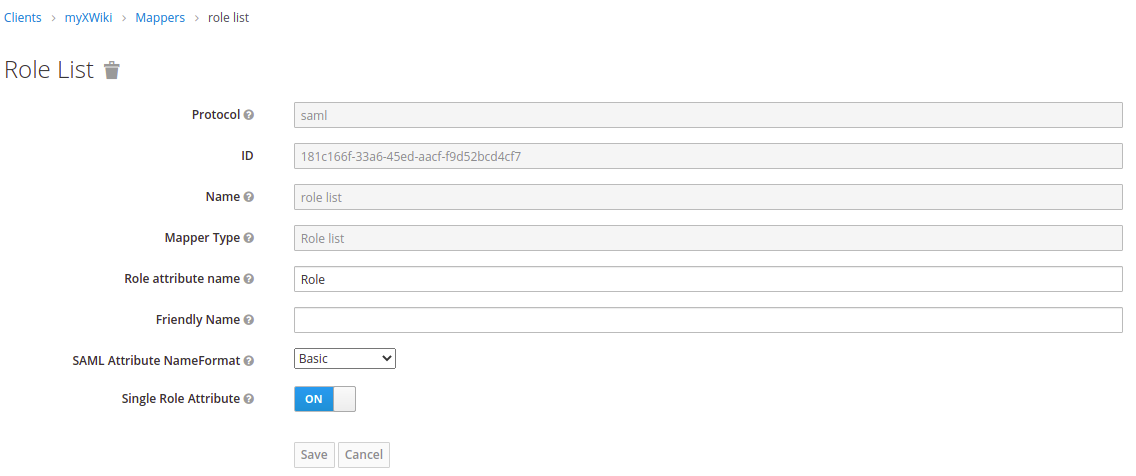 Clients > myXWiki > Mappers > role list
Role List
Protocol saml
ID 181c166f-33a6-45ed-aacf-f9d52bcd4cf7
Name role list
Mapper Type Role list
Role attribute name Role
Friendly Name
SAML Attribute NameFormat Basic
Single Role Attribute ON
Save Cancel